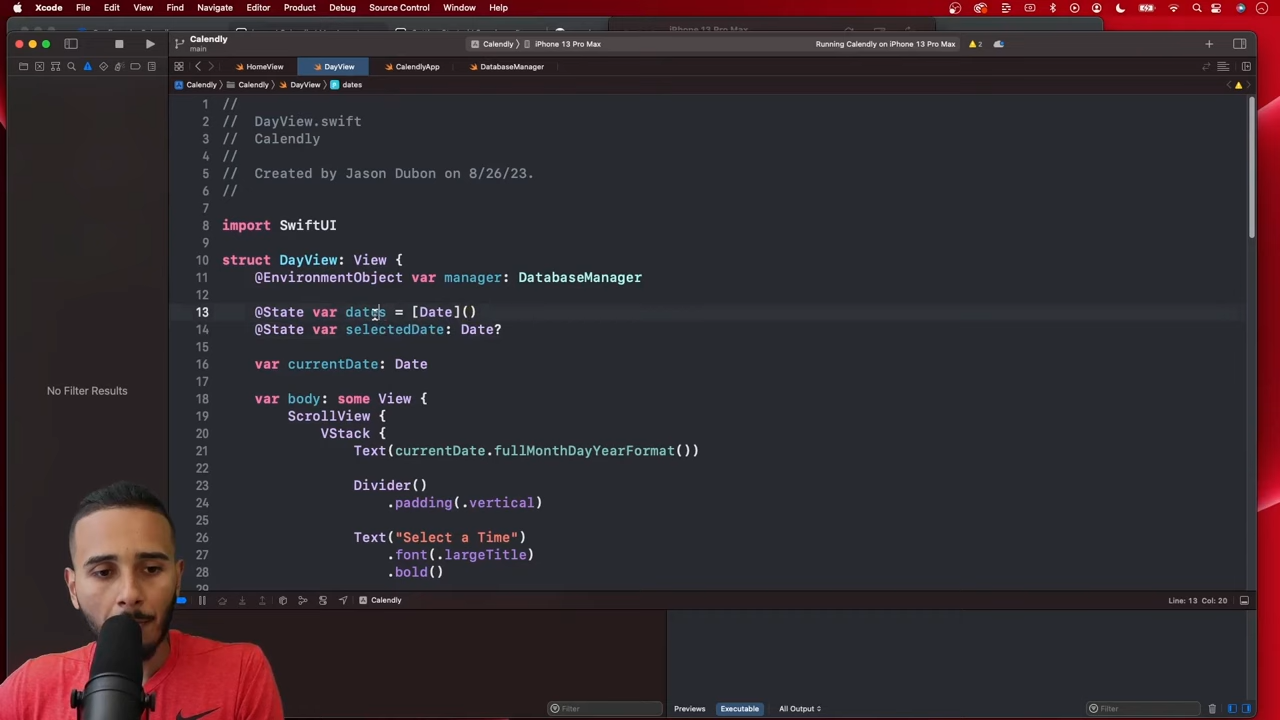 Xcode File Edit View Find Navigate Editor Product Debug Source Control Window Help
Calendly
main
Calendly iPhone 13 Pro Max
Running Calendly on iPhone 13 Pro Max
2
HomeView DayView CalendlyApp DatabaseManager
Calendly Calendly DayView dates
1 //
2 // DayView.swift
3 // Calendly
4 //
5 // Created by Jason Dubon on 8/26/23.
6 //
7
8 import SwiftUI
9
10 struct DayView: View {
11 @EnvironmentObject var manager: DatabaseManager
12
13 @State var dates = [Date]()
14 @State var selectedDate: Date?
15
16 var currentDate: Date
17
18 var body: some View {
19 ScrollView {
20 VStack {
21 Text(currentDate.fullMonthDayYearFormat())
22
23 Divider()
24 .padding(.vertical)
25
26 Text("Select a Time")
27 .font(.largeTitle)
28 .bold()
29
No Filter Results
Calendly
Line: 13 Col: 20
Filter
Previews Executable All Output
Filter